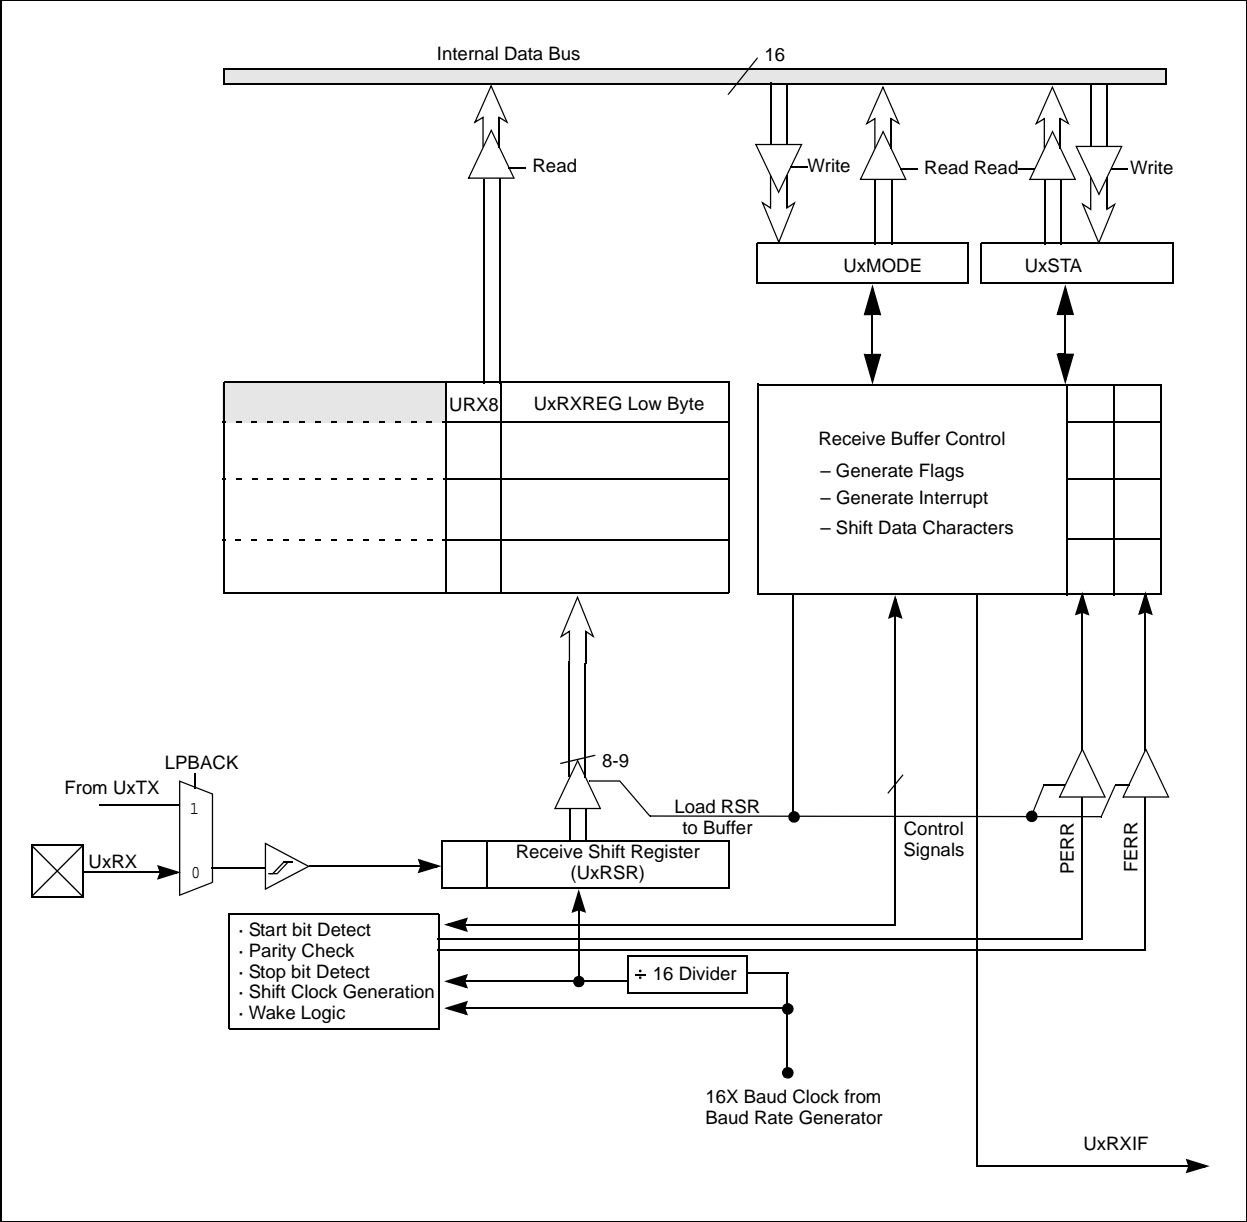 Internal Data Bus
16
Read
Write
Read Read
Write
UxMODE
UxSTA
URX8
UxRXREG Low Byte
Receive Buffer Control
– Generate Flags
– Generate Interrupt
– Shift Data Characters
8-9
LPBACK
From UxTX
1
Load RSR
to Buffer
Control
Signals
PERR
FERR
UxRX
0
Receive Shift Register
(UxRSR)
· Start bit Detect
· Parity Check
· Stop bit Detect
· Shift Clock Generation
· Wake Logic
÷ 16 Divider
16X Baud Clock from
Baud Rate Generator
UxRXIF